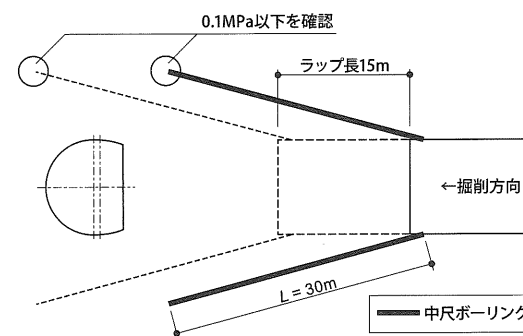 0.1MPa以下を確認
ラップ長15m
←掘削方向
L = 30m
中尺ボーリング